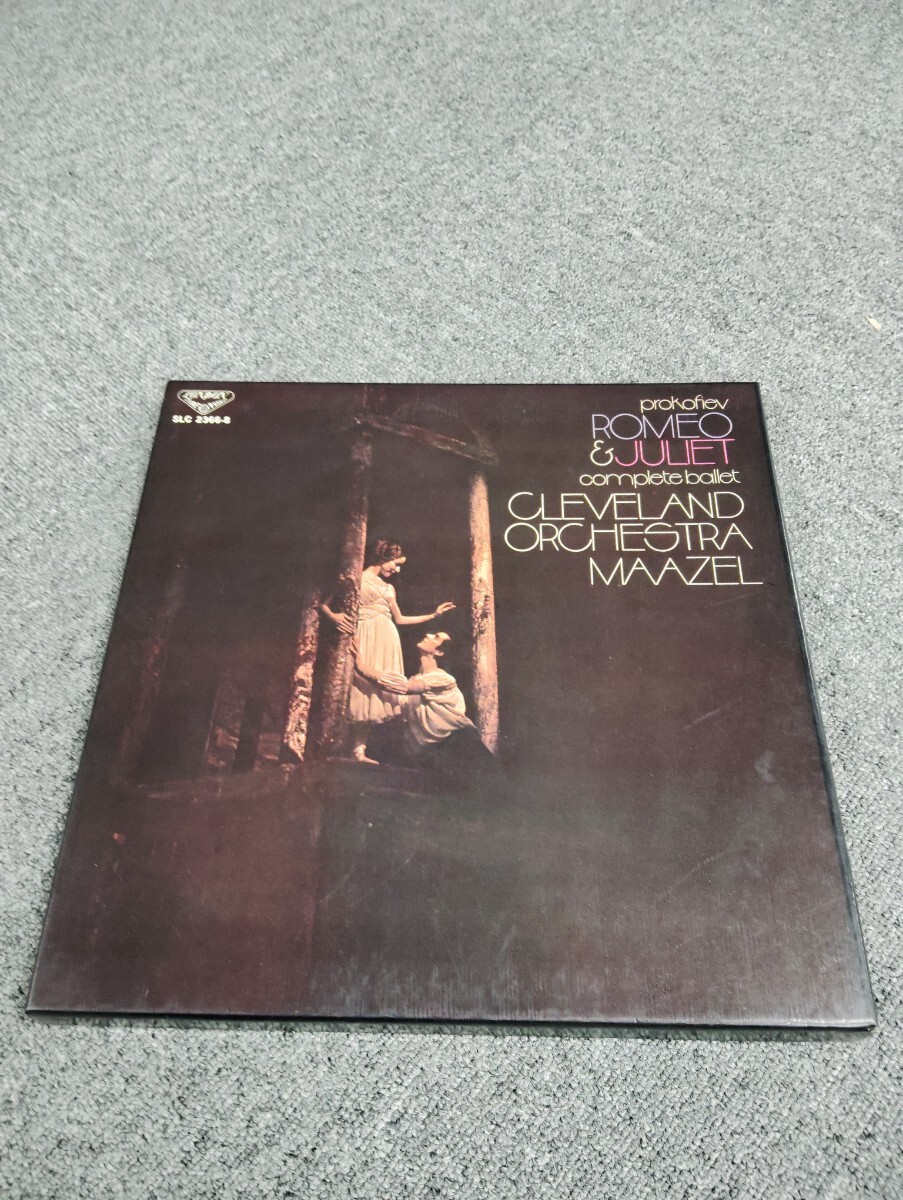 SLC 2366-8
prokofiev
ROMEO
&JULIET
complete ballet
CLEVELAND
ORCHESTRA
MAAZEL